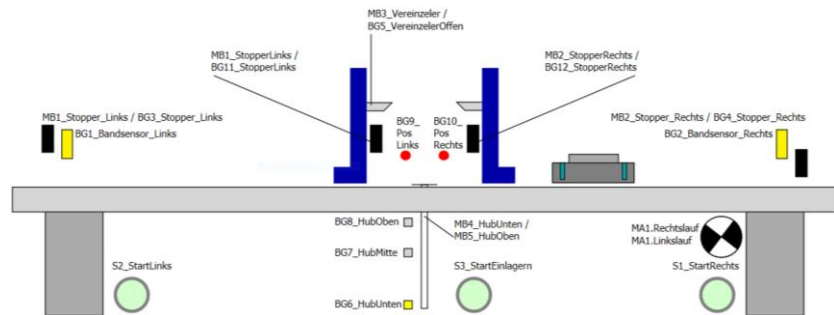 MB3_Vereinzeler /
BG5_VereinzelerOffen
MB1_StopperLinks /
BG11_StopperLinks
MB2_StopperRechts /
BG12_StopperRechts
MB1_Stopper_Links / BG3_Stopper_Links
BG1_Bandsensor_Links
BG9_
Pos
Links
BG10_
Pos
Rechts
MB2_Stopper_Rechts / BG4_Stopper_Rechts
BG2_Bandsensor_Rechts
BG8_HubOben
MB4_HubUnten /
MB5_HubOben
MA1.Rechtslauf
MA1.Linkslauf
BG7_HubMitte
S2_StartLinks
S3_StartEinlagern
S1_StartRechts
BG6_HubUnten